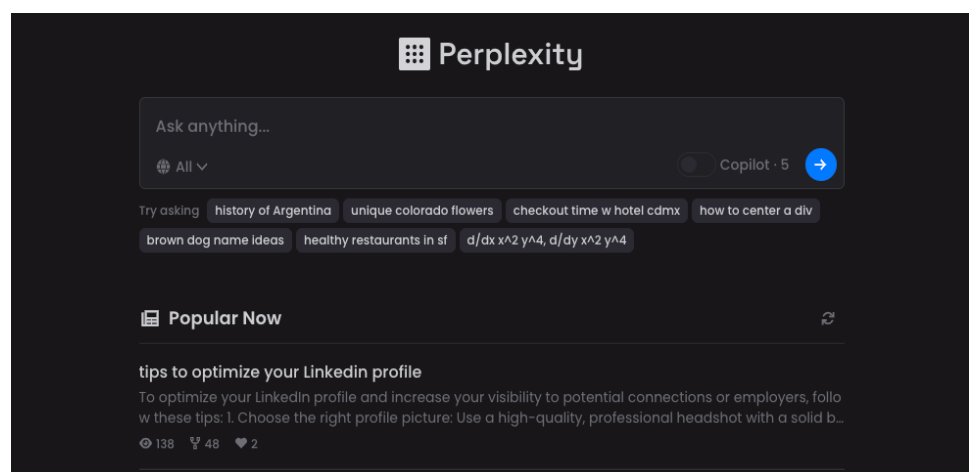 Perplexity
Ask anything...
All
Copilot · 5
Try asking history of Argentina unique colorado flowers checkout time w hotel cdmx how to center a div
brown dog name ideas healthy restaurants in sf d/dx x^2 y^4, d/dy x^2 y^4
Popular Now
tips to optimize your Linkedin profile
To optimize your LinkedIn profile and increase your visibility to potential connections or employers, follo
w these tips: 1. Choose the right profile picture: Use a high-quality, professional headshot with a solid b...
138 48 2